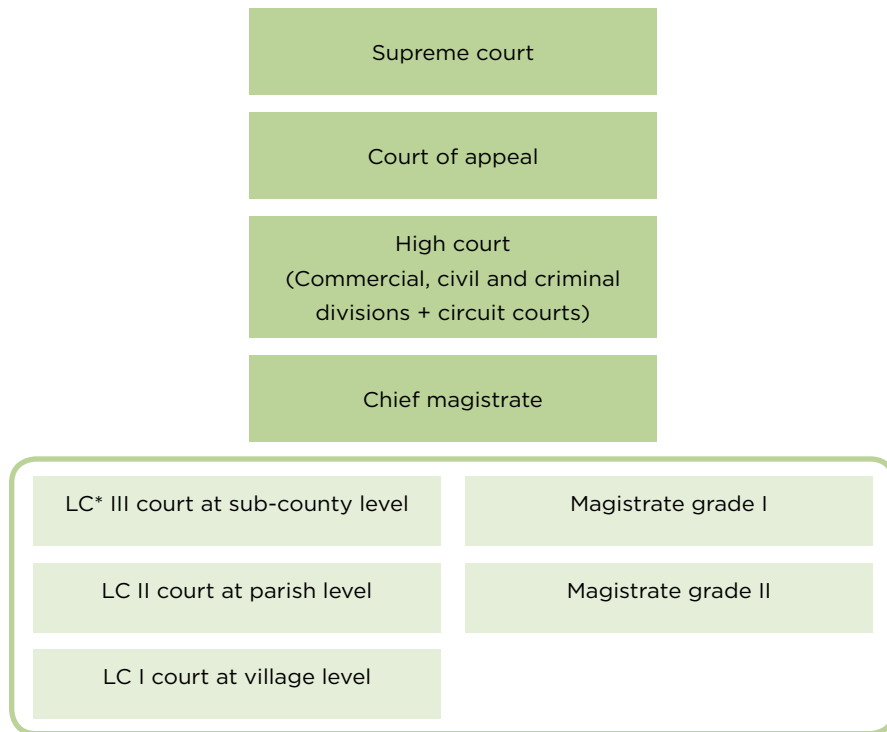 Supreme court
Court of appeal
High court
(Commercial, civil and criminal
divisions + circuit courts)
Chief magistrate
LC* III court at sub-county level
Magistrate grade I
LC II court at parish level
Magistrate grade II
LC I court at village level